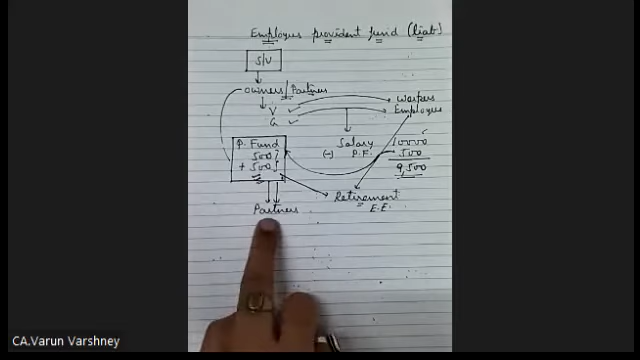 Employees provident fund (liab)
S/V
owners/Partners
V
G
Workers
Employees
Salary 10000
(-) P.F. 500
9,500
P. Fund
500
+ 500
Retirement
E.E.
Partners
CA.Varun Varshney